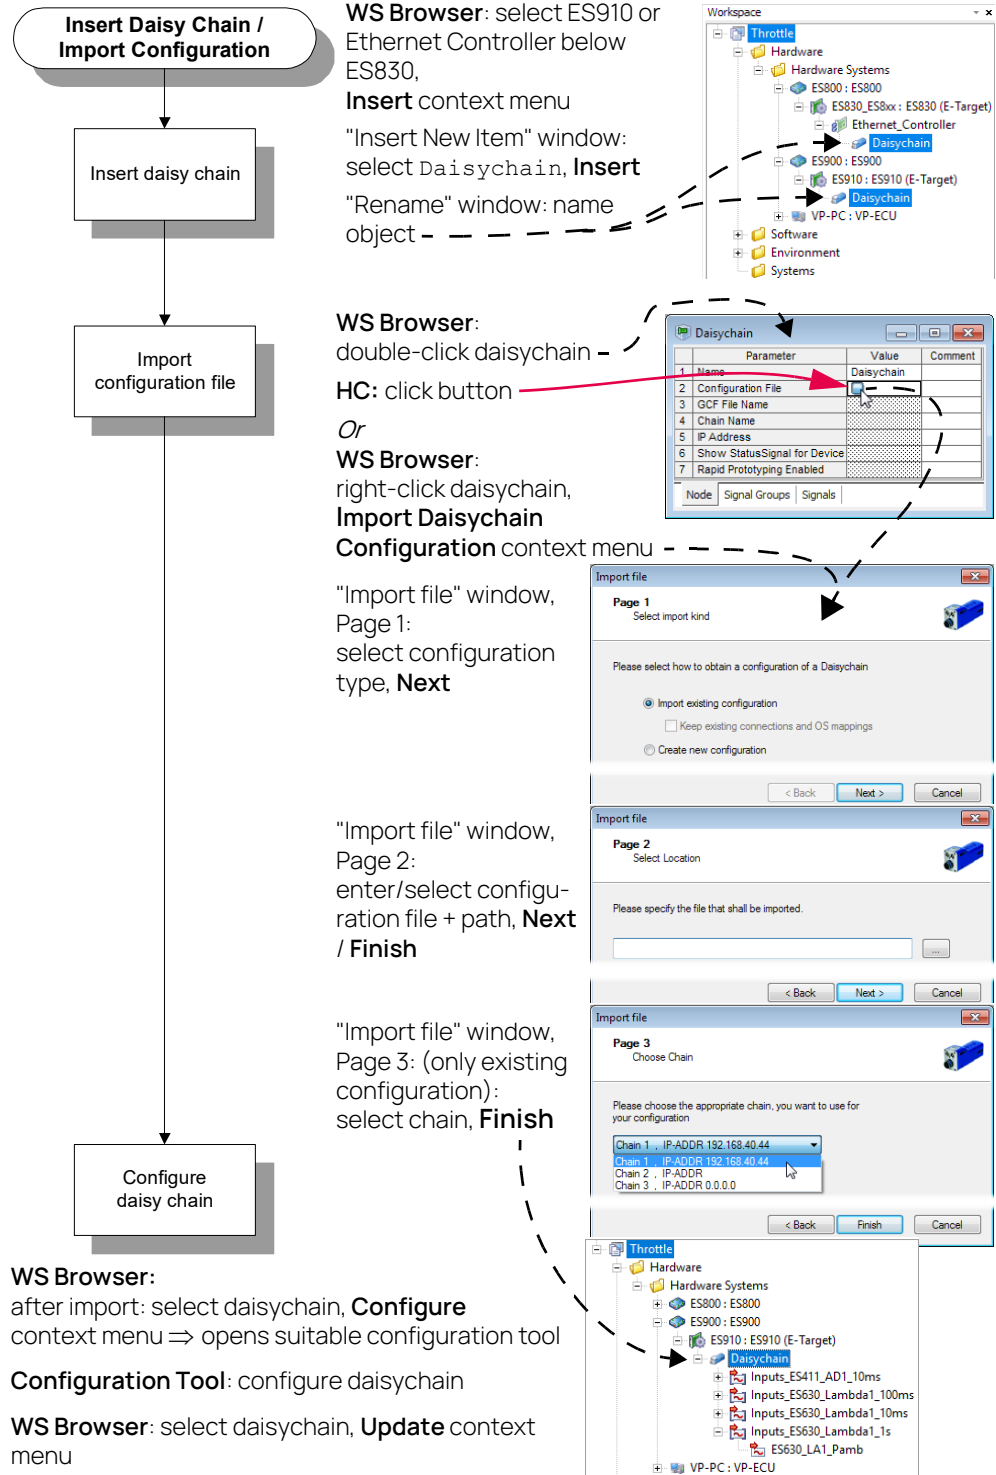 Insert Daisy Chain /
Import Configuration
Insert daisy chain
WS Browser: select ES910 or
Ethernet Controller below
ES830,
Insert context menu
"Insert New Item" window:
select Daisychain, Insert
"Rename" window: name
object
Workspace
Throttle
Hardware
Hardware Systems
ES800 : ES800
ES830_ES8xx : ES830 (E-Target)
Ethernet_Controller
Daisychain
ES900 : ES900
ES910 : ES910 (E-Target)
Daisychain
VP-PC : VP-ECU
Software
Environment
Systems
Import
configuration file
WS Browser:
double-click daisychain
HC: click button
Or
WS Browser:
right-click daisychain,
Import Daisychain
Configuration context menu
Daisychain
Parameter Value Comment
1 Name Daisychain
2 Configuration File
3 GCF File Name
4 Chain Name
5 IP Address
6 Show StatusSignal for Device
7 Rapid Prototyping Enabled
Node Signal Groups Signals
"Import file" window,
Page 1:
select configuration
type, Next
Import file
Page 1
Select import kind
Please select how to obtain a configuration of a Daisychain
Import existing configuration
Keep existing connections and OS mappings
Create new configuration
< Back Next > Cancel
"Import file" window,
Page 2:
enter/select configu-
ration file + path, Next
/ Finish
Import file
Page 2
Select Location
Please specify the file that shall be imported.
...
< Back Next > Cancel
"Import file" window,
Page 3: (only existing
configuration):
select chain, Finish
Import file
Page 3
Choose Chain
Please choose the appropriate chain, you want to use for
your configuration
Chain 1 , IP-ADDR 192.168.40.44
Chain 1 , IP-ADDR 192.168.40.44
Chain 2 , IP-ADDR
Chain 3 , IP-ADDR 0.0.0.0
< Back Finish Cancel
Configure
daisy chain
WS Browser:
after import: select daisychain, Configure
context menu ⇒ opens suitable configuration tool
Configuration Tool: configure daisychain
WS Browser: select daisychain, Update context
menu
Throttle
Hardware
Hardware Systems
ES800 : ES800
ES900 : ES900
ES910 : ES910 (E-Target)
Daisychain
Inputs_ES411_AD1_10ms
Inputs_ES630_Lambda1_100ms
Inputs_ES630_Lambda1_10ms
Inputs_ES630_Lambda1_1s
ES630_LA1_Pamb
VP-PC : VP-ECU